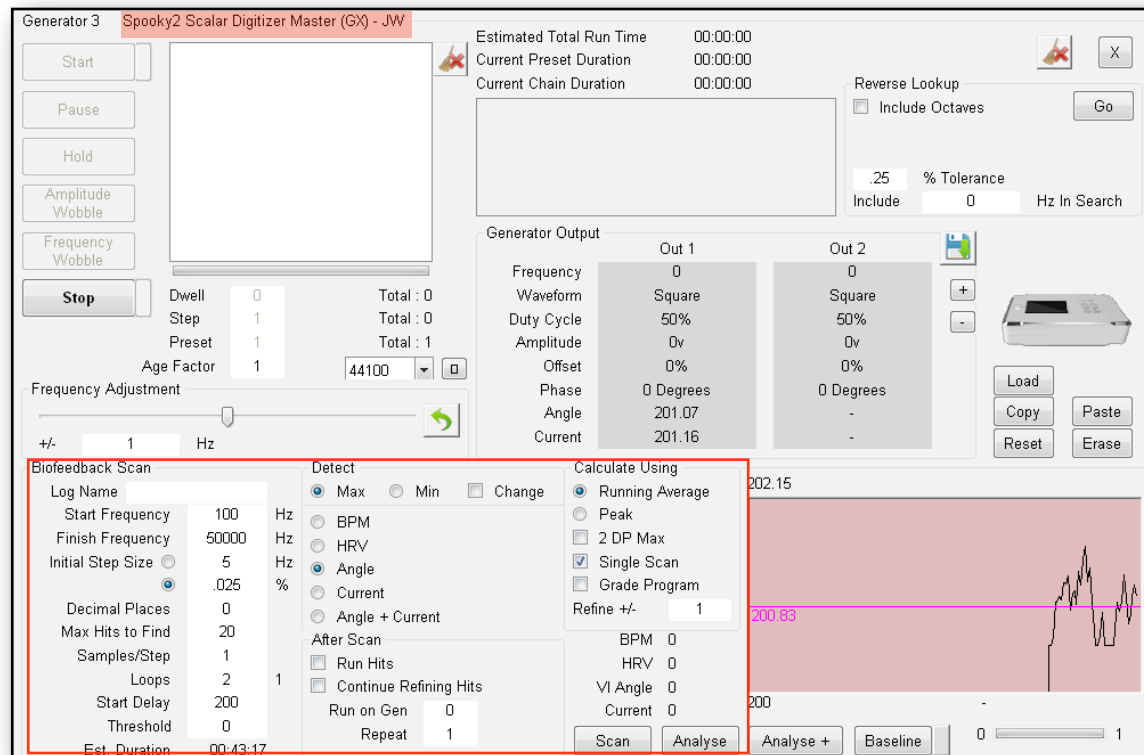 Generator 3 Spooky2 Scalar Digitizer Master (GX) - JW
Start
Pause
Hold
Amplitude
Wobble
Frequency
Wobble
Stop
Dwell 0 Total : 0
Step 1 Total : 0
Preset 1 Total : 1
Age Factor 1 44100
Frequency Adjustment
+/- 1 Hz
Estimated Total Run Time 00:00:00
Current Preset Duration 00:00:00
Current Chain Duration 00:00:00
X
Reverse Lookup
Include Octaves Go
.25 % Tolerance
Include 0 Hz In Search
Generator Output
Out 1 Out 2
Frequency 0 0
Waveform Square Square
Duty Cycle 50% 50%
Amplitude 0v 0v
Offset 0% 0%
Phase 0 Degrees 0 Degrees
Angle 201.07 -
Current 201.16 -
+
-
Load
Copy Paste
Reset Erase
Biofeedback Scan
Log Name
Start Frequency 100 Hz
Finish Frequency 50000 Hz
Initial Step Size 5 Hz
.025 %
Decimal Places 0
Max Hits to Find 20
Samples/Step 1
Loops 2 1
Start Delay 200
Threshold 0
Est. Duration 00:43:17
Detect
Max Min Change
BPM
HRV
Angle
Current
Angle + Current
After Scan
Run Hits
Continue Refining Hits
Run on Gen 0
Repeat 1
Calculate Using
Running Average
Peak
2 DP Max
Single Scan
Grade Program
Refine +/- 1
BPM 0
HRV 0
VI Angle 0
Current 0
202.15
200.83
200 -
Scan Analyse Analyse + Baseline 0 1